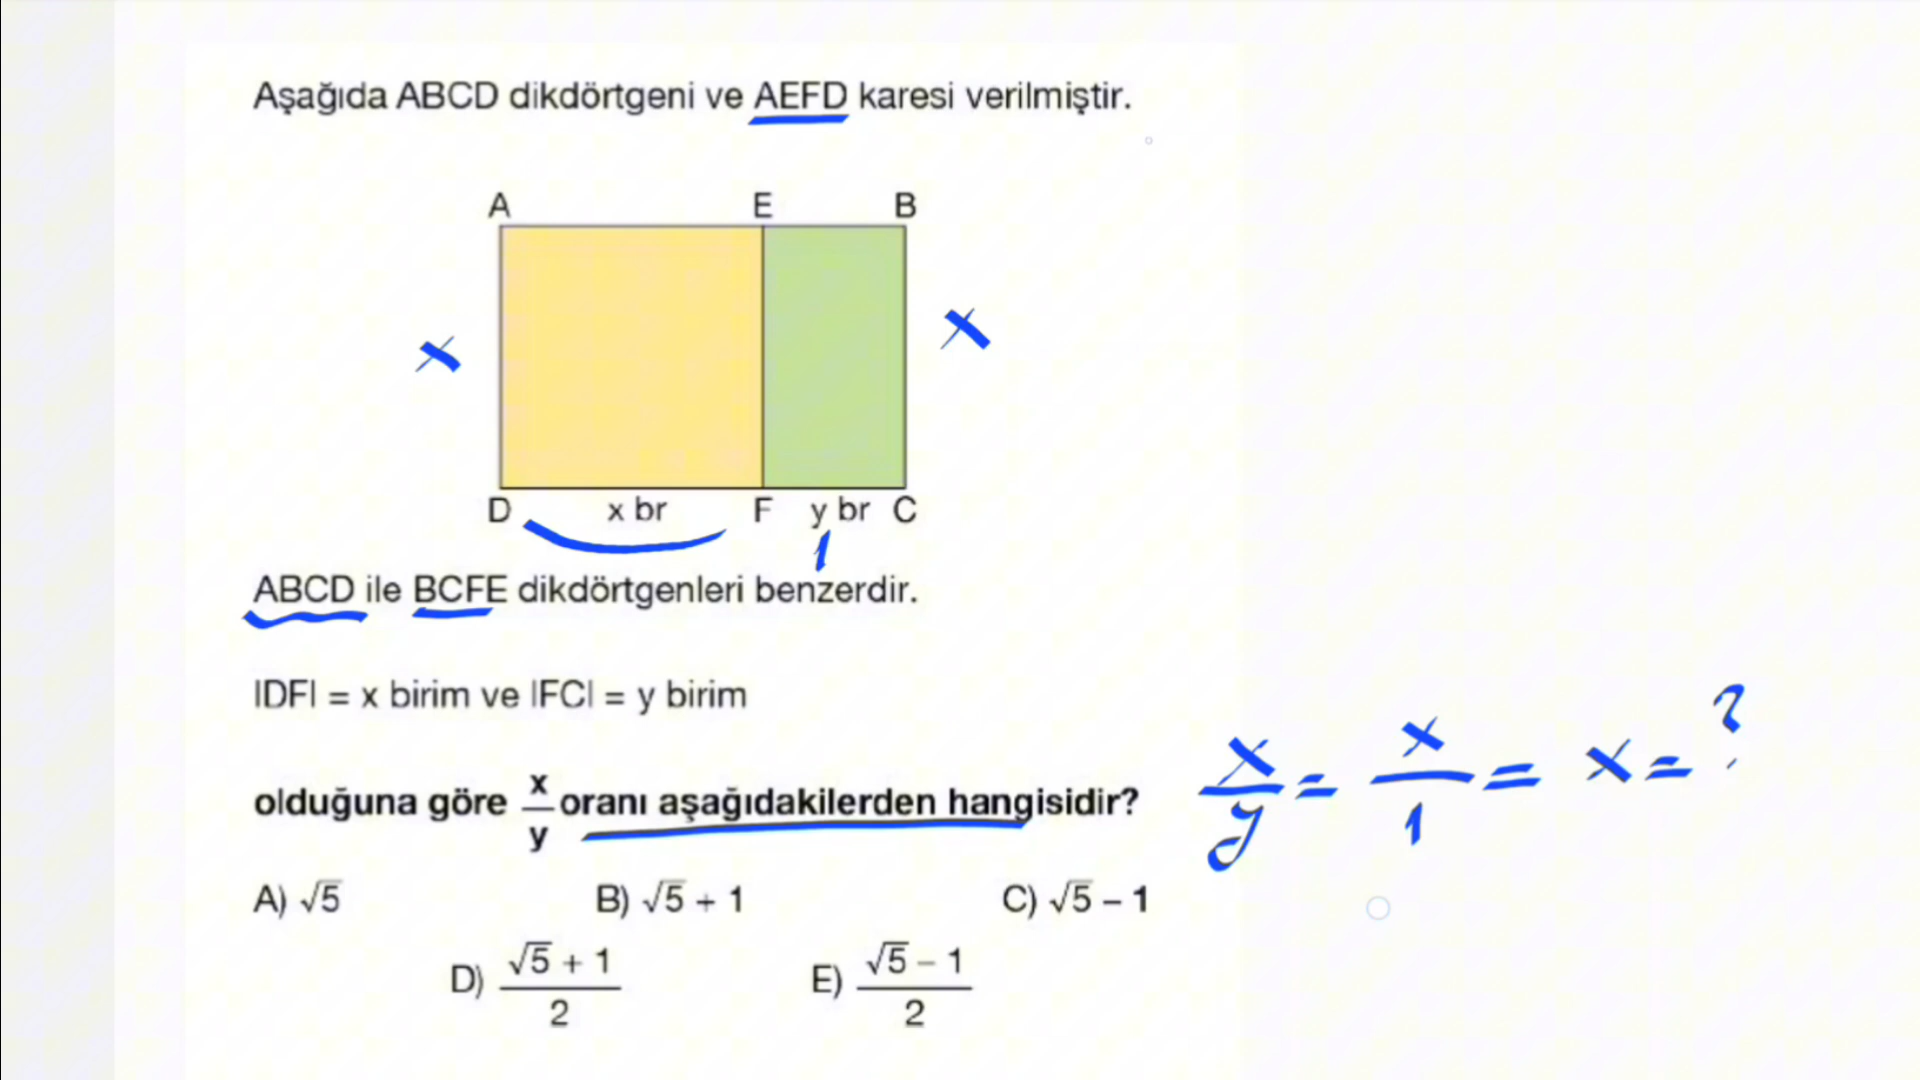 Aşağıda ABCD dikdörtgeni ve AEFD karesi verilmiştir.
A E B
x x
D x br F y br C
1
ABCD ile BCFE dikdörtgenleri benzerdir.
|DF| = x birim ve |FC| = y birim
olduğuna göre x/y oranı aşağıdakilerden hangisidir?
x/y = x/1 = x = ?
A) √5 B) √5 + 1 C) √5 – 1
D) (√5 + 1)/2 E) (√5 – 1)/2